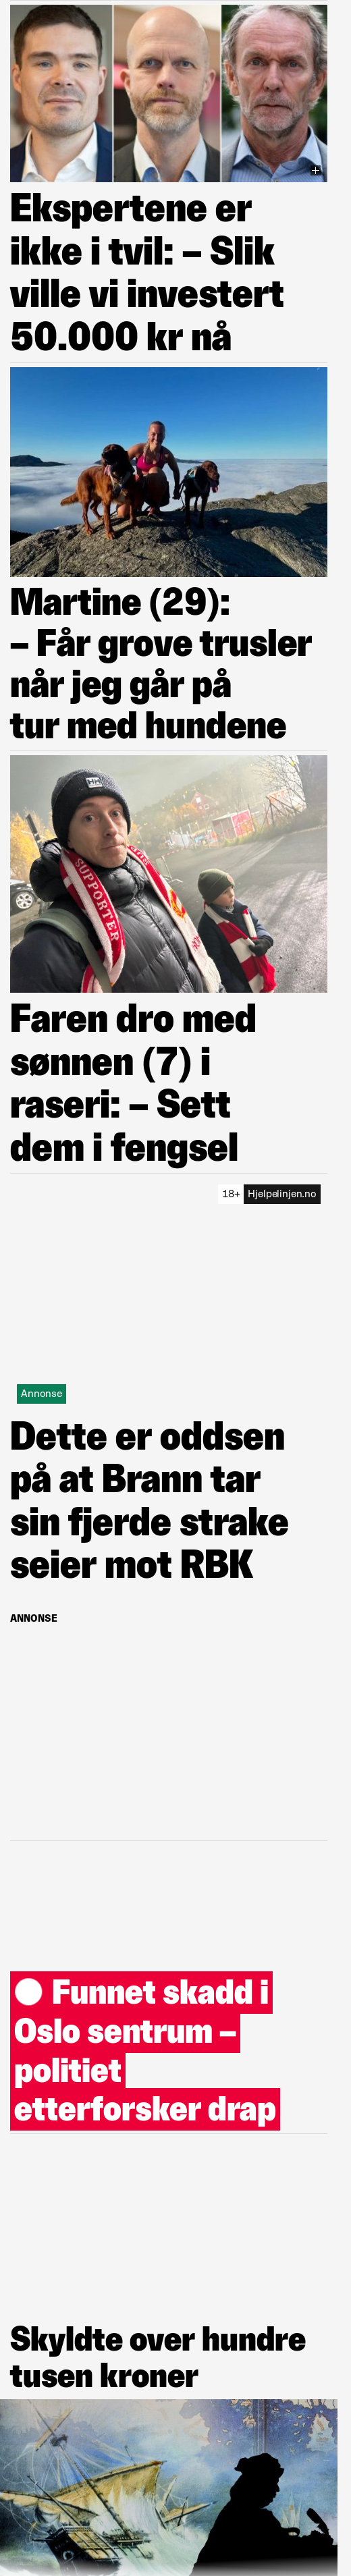 Ekspertene er
ikke i tvil: – Slik
ville vi investert
50.000 kr nå
Martine (29):
– Får grove trusler
når jeg går på
tur med hundene
HK
SUPPORTER
Faren dro med
sønnen (7) i
raseri: – Sett
dem i fengsel
18+ Hjelpelinjen.no
Annonse
Dette er oddsen
på at Brann tar
sin fjerde strake
seier mot RBK
ANNONSE
Funnet skadd i
Oslo sentrum –
politiet
etterforsker drap
Skyldte over hundre
tusen kroner